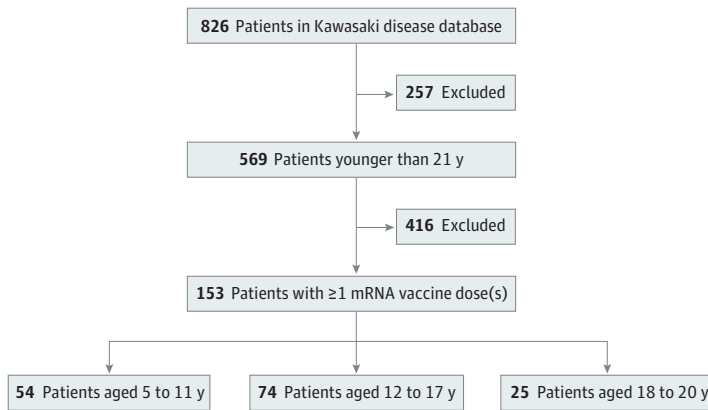 826 Patients in Kawasaki disease database
257 Excluded
569 Patients younger than 21 y
416 Excluded
153 Patients with ≥1 mRNA vaccine dose(s)
54 Patients aged 5 to 11 y
74 Patients aged 12 to 17 y
25 Patients aged 18 to 20 y